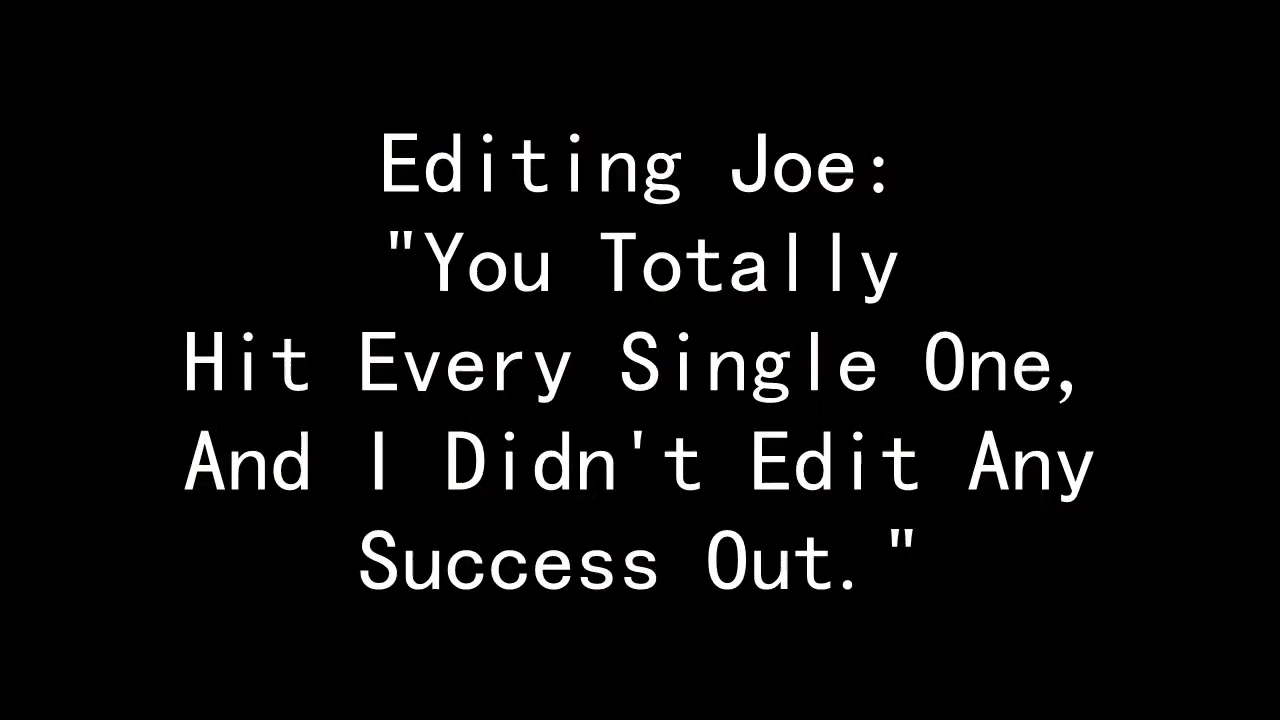 Editing Joe:
"You Totally
Hit Every Single One,
And I Didn't Edit Any
Success Out."